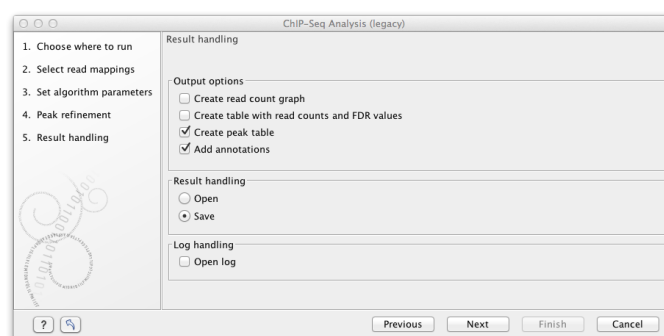 ChIP-Seq Analysis (legacy)
1. Choose where to run
2. Select read mappings
3. Set algorithm parameters
4. Peak refinement
5. Result handling
Result handling
Output options
Create read count graph
Create table with read counts and FDR values
Create peak table
Add annotations
Result handling
Open
Save
Log handling
Open log
?
Previous
Next
Finish
Cancel